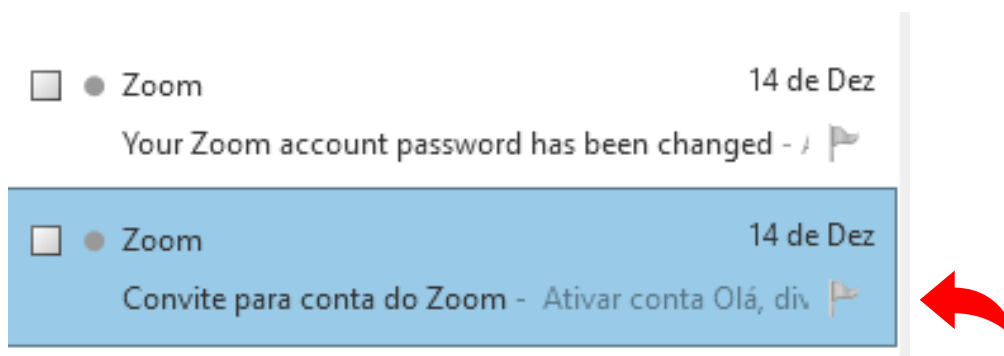 Zoom 14 de Dez
Your Zoom account password has been changed -
Zoom 14 de Dez
Convite para conta do Zoom - Ativar conta Olá,